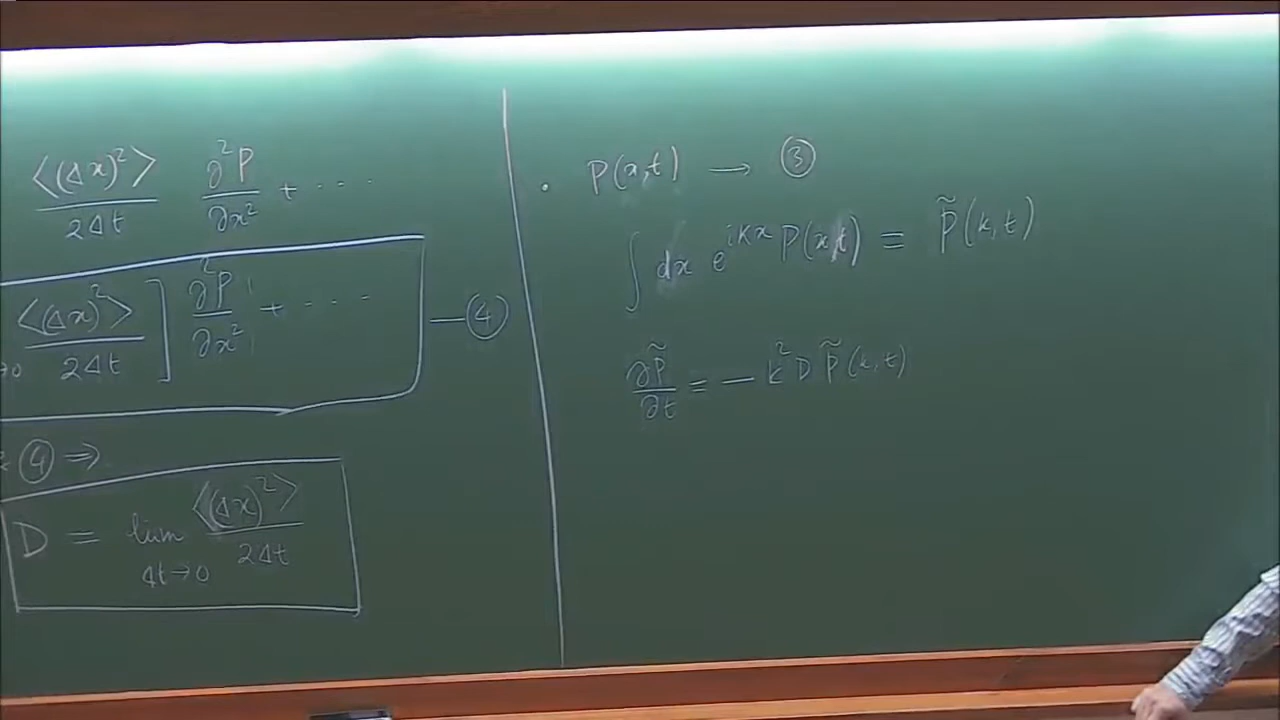 ⟨(Δx)²⟩/2Δt ∂²P/∂x² + ⋯
⟨(Δx)²⟩/2Δt ] ∂²P/∂x² + ⋯ —④
→0
④ ⇒
D = lim ⟨(Δx)²⟩/2Δt
Δt→0
• P(x,t) → ③
∫ dx e^{ikx} P(x,t) ≡ P̃(k,t)
∂P̃/∂t = − k² D P̃(k,t)